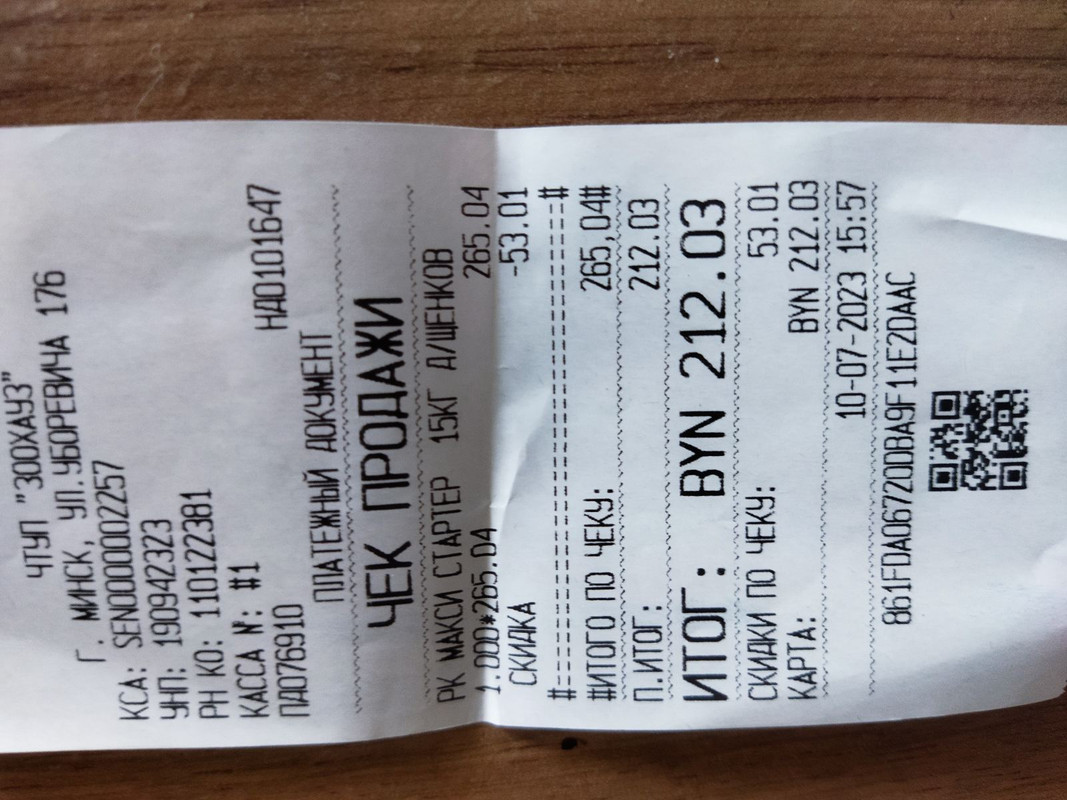 ЧТУП "ЗООХАУЗ"
Г. МИНСК, УЛ.УБОРЕВИЧА 176
КСА: SEN000002257
УНП: 190942323
РН КО: 110122381
КАССА №: #1 НД0101647
ПД076910
ПЛАТЕЖНЫЙ ДОКУМЕНТ
ЧЕК ПРОДАЖИ
РК МАКСИ СТАРТЕР 15КГ Д/ЩЕНКОВ
1.000*265.04 265.04
СКИДКА -53.01
#==============================#
#ИТОГО ПО ЧЕКУ: 265,04#
П.ИТОГ: 212.03
ИТОГ: BYN 212.03
СКИДКИ ПО ЧЕКУ: 53.01
КАРТА: BYN 212.03
10-07-2023 15:57
861FDA0672DDBA9F11E2DAAC